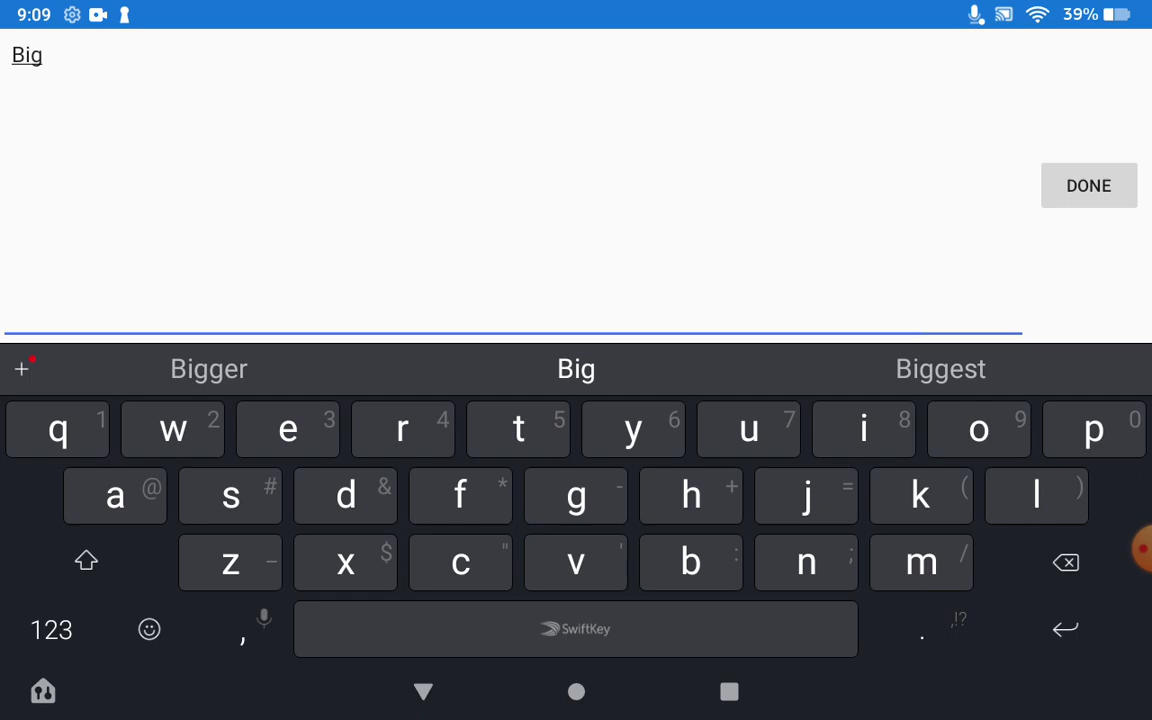 9:09 39%
Big
DONE
+ Bigger Big Biggest
q 1 w 2 e 3 r 4 t 5 y 6 u 7 i 8 o 9 p 0
a @ s # d & f * g - h + j = k ( l )
z _ x $ c " v ' b : n ; m /
123 , SwiftKey . ,!?